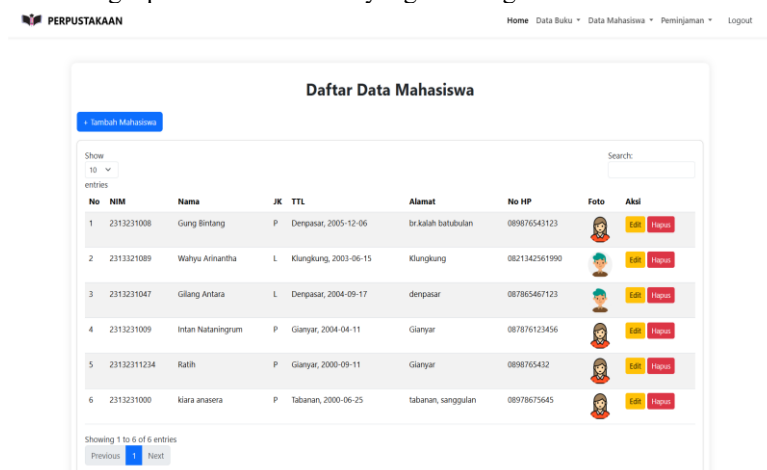 PERPUSTAKAAN Home Data Buku Data Mahasiswa Peminjaman Logout
Daftar Data Mahasiswa
+ Tambah Mahasiswa
Show
10
entries
Search:
No NIM Nama JK TTL Alamat No HP Foto Aksi
1 2313231008 Gung Bintang P Denpasar, 2005-12-06 br.kalah batubulan 089876543123 Edit Hapus
2 2313321089 Wahyu Arinantha L Klungkung, 2003-06-15 Klungkung 0821342561990 Edit Hapus
3 2313231047 Gilang Antara L Denpasar, 2004-09-17 denpasar 087865467123 Edit Hapus
4 2313231009 Intan Nataningrum P Gianyar, 2004-04-11 Gianyar 087876123456 Edit Hapus
5 23132311234 Ratih P Gianyar, 2000-09-11 Gianyar 0898765432 Edit Hapus
6 2313231000 kiara anasera P Tabanan, 2000-06-25 tabanan, sanggulan 08978675645 Edit Hapus
Showing 1 to 6 of 6 entries
Previous 1 Next